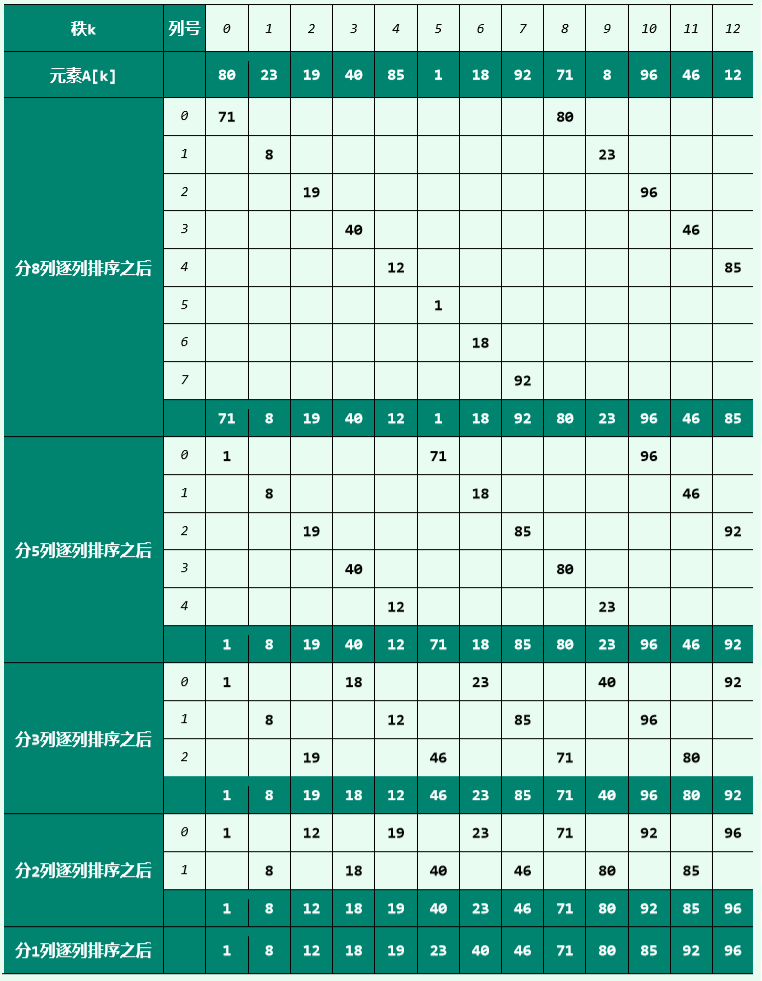 秩k 列号 0 1 2 3 4 5 6 7 8 9 10 11 12
元素A[k] 80 23 19 40 85 1 18 92 71 8 96 46 12
分8列逐列排序之后
0 71 80
1 8 23
2 19 96
3 40 46
4 12 85
5 1
6 18
7 92
71 8 19 40 12 1 18 92 80 23 96 46 85
分5列逐列排序之后
0 1 71 96
1 8 18 46
2 19 85 92
3 40 80
4 12 23
1 8 19 40 12 71 18 85 80 23 96 46 92
分3列逐列排序之后
0 1 18 23 40 92
1 8 12 85 96
2 19 46 71 80
1 8 19 18 12 46 23 85 71 40 96 80 92
分2列逐列排序之后
0 1 12 19 23 71 92 96
1 8 18 40 46 80 85
1 8 12 18 19 40 23 46 71 80 92 85 96
分1列逐列排序之后 1 8 12 18 19 23 40 46 71 80 85 92 96